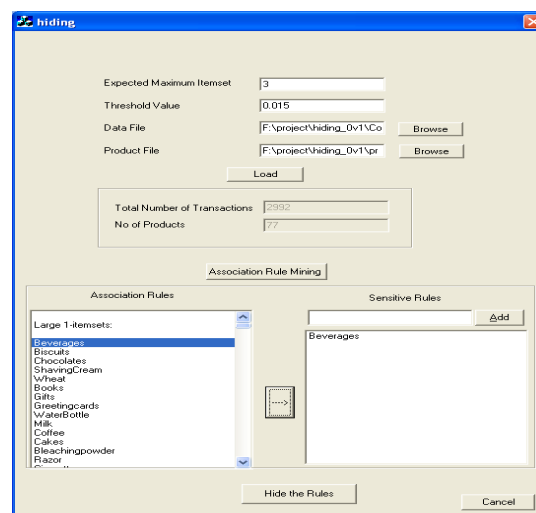 hiding
Expected Maximum Itemset 3
Threshold Value 0.015
Data File F:\project\hiding_0v1\Co Browse
Product File F:\project\hiding_0v1\pr Browse
Load
Total Number of Transactions 2992
No of Products 77
Association Rule Mining
Association Rules Sensitive Rules
Add
Large 1-itemsets:
Beverages Beverages
Biscuits
Chocolates
ShavingCream
Wheat
Books
Gifts
Greetingcards
WaterBottle
--->
Milk
Coffee
Cakes
Bleachingpowder
Razor
Hide the Rules
Cancel